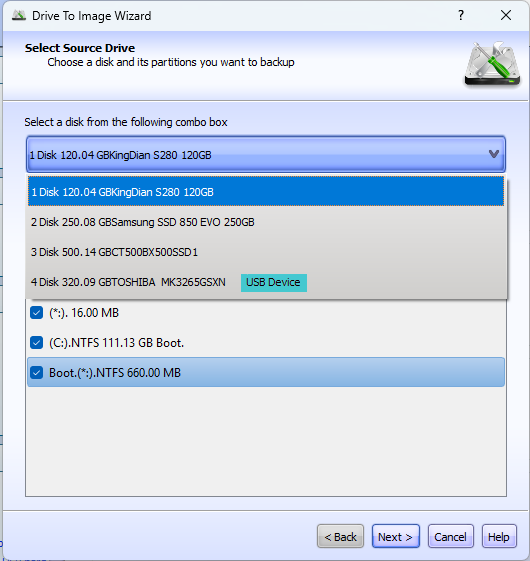 Drive To Image Wizard
?
Select Source Drive
Choose a disk and its partitions you want to backup
Select a disk from the following combo box
1 Disk 120.04 GBKingDian S280 120GB
1 Disk 120.04 GBKingDian S280 120GB
2 Disk 250.08 GBSamsung SSD 850 EVO 250GB
3 Disk 500.14 GBCT500BX500SSD1
4 Disk 320.09 GBTOSHIBA  MK3265GSXN USB Device
(*:). 16.00 MB
(C:).NTFS 111.13 GB Boot.
Boot.(*:).NTFS 660.00 MB
< Back Next > Cancel Help